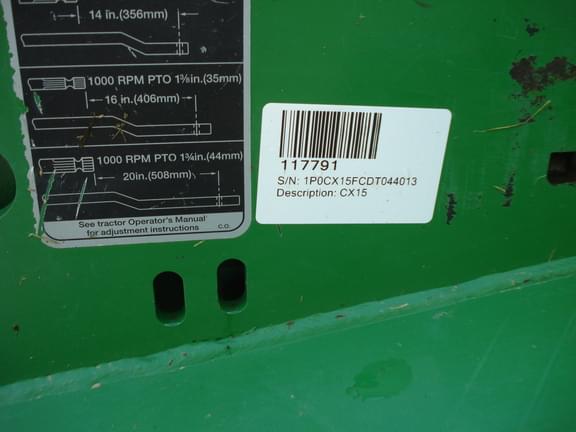 14 in.(356mm)
1000 RPM PTO 1⅜in.(35mm)
16 in.(406mm)
1000 RPM PTO 1¾in.(44mm)
20in.(508mm)
See tractor Operator's Manual
for adjustment instructions
C.O.
117791
S/N: 1P0CX15FCDT044013
Description: CX15